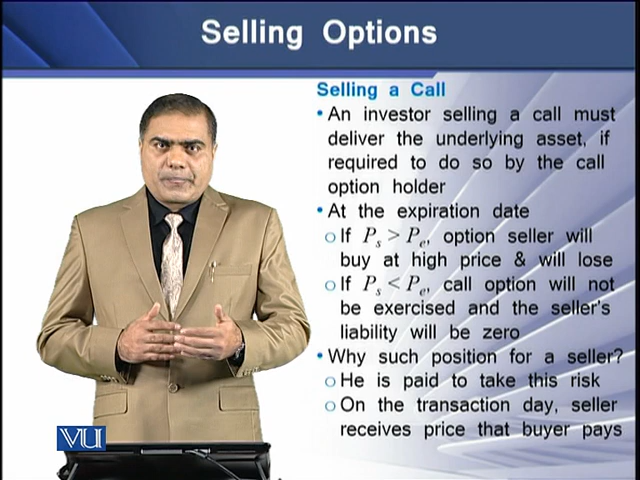 Selling Options
Selling a Call
• An investor selling a call must
deliver the underlying asset, if
required to do so by the call
option holder
• At the expiration date
o If Ps > Pe, option seller will
buy at high price & will lose
o If Ps < Pe, call option will not
be exercised and the seller's
liability will be zero
• Why such position for a seller?
o He is paid to take this risk
o On the transaction day, seller
receives price that buyer pays
VU